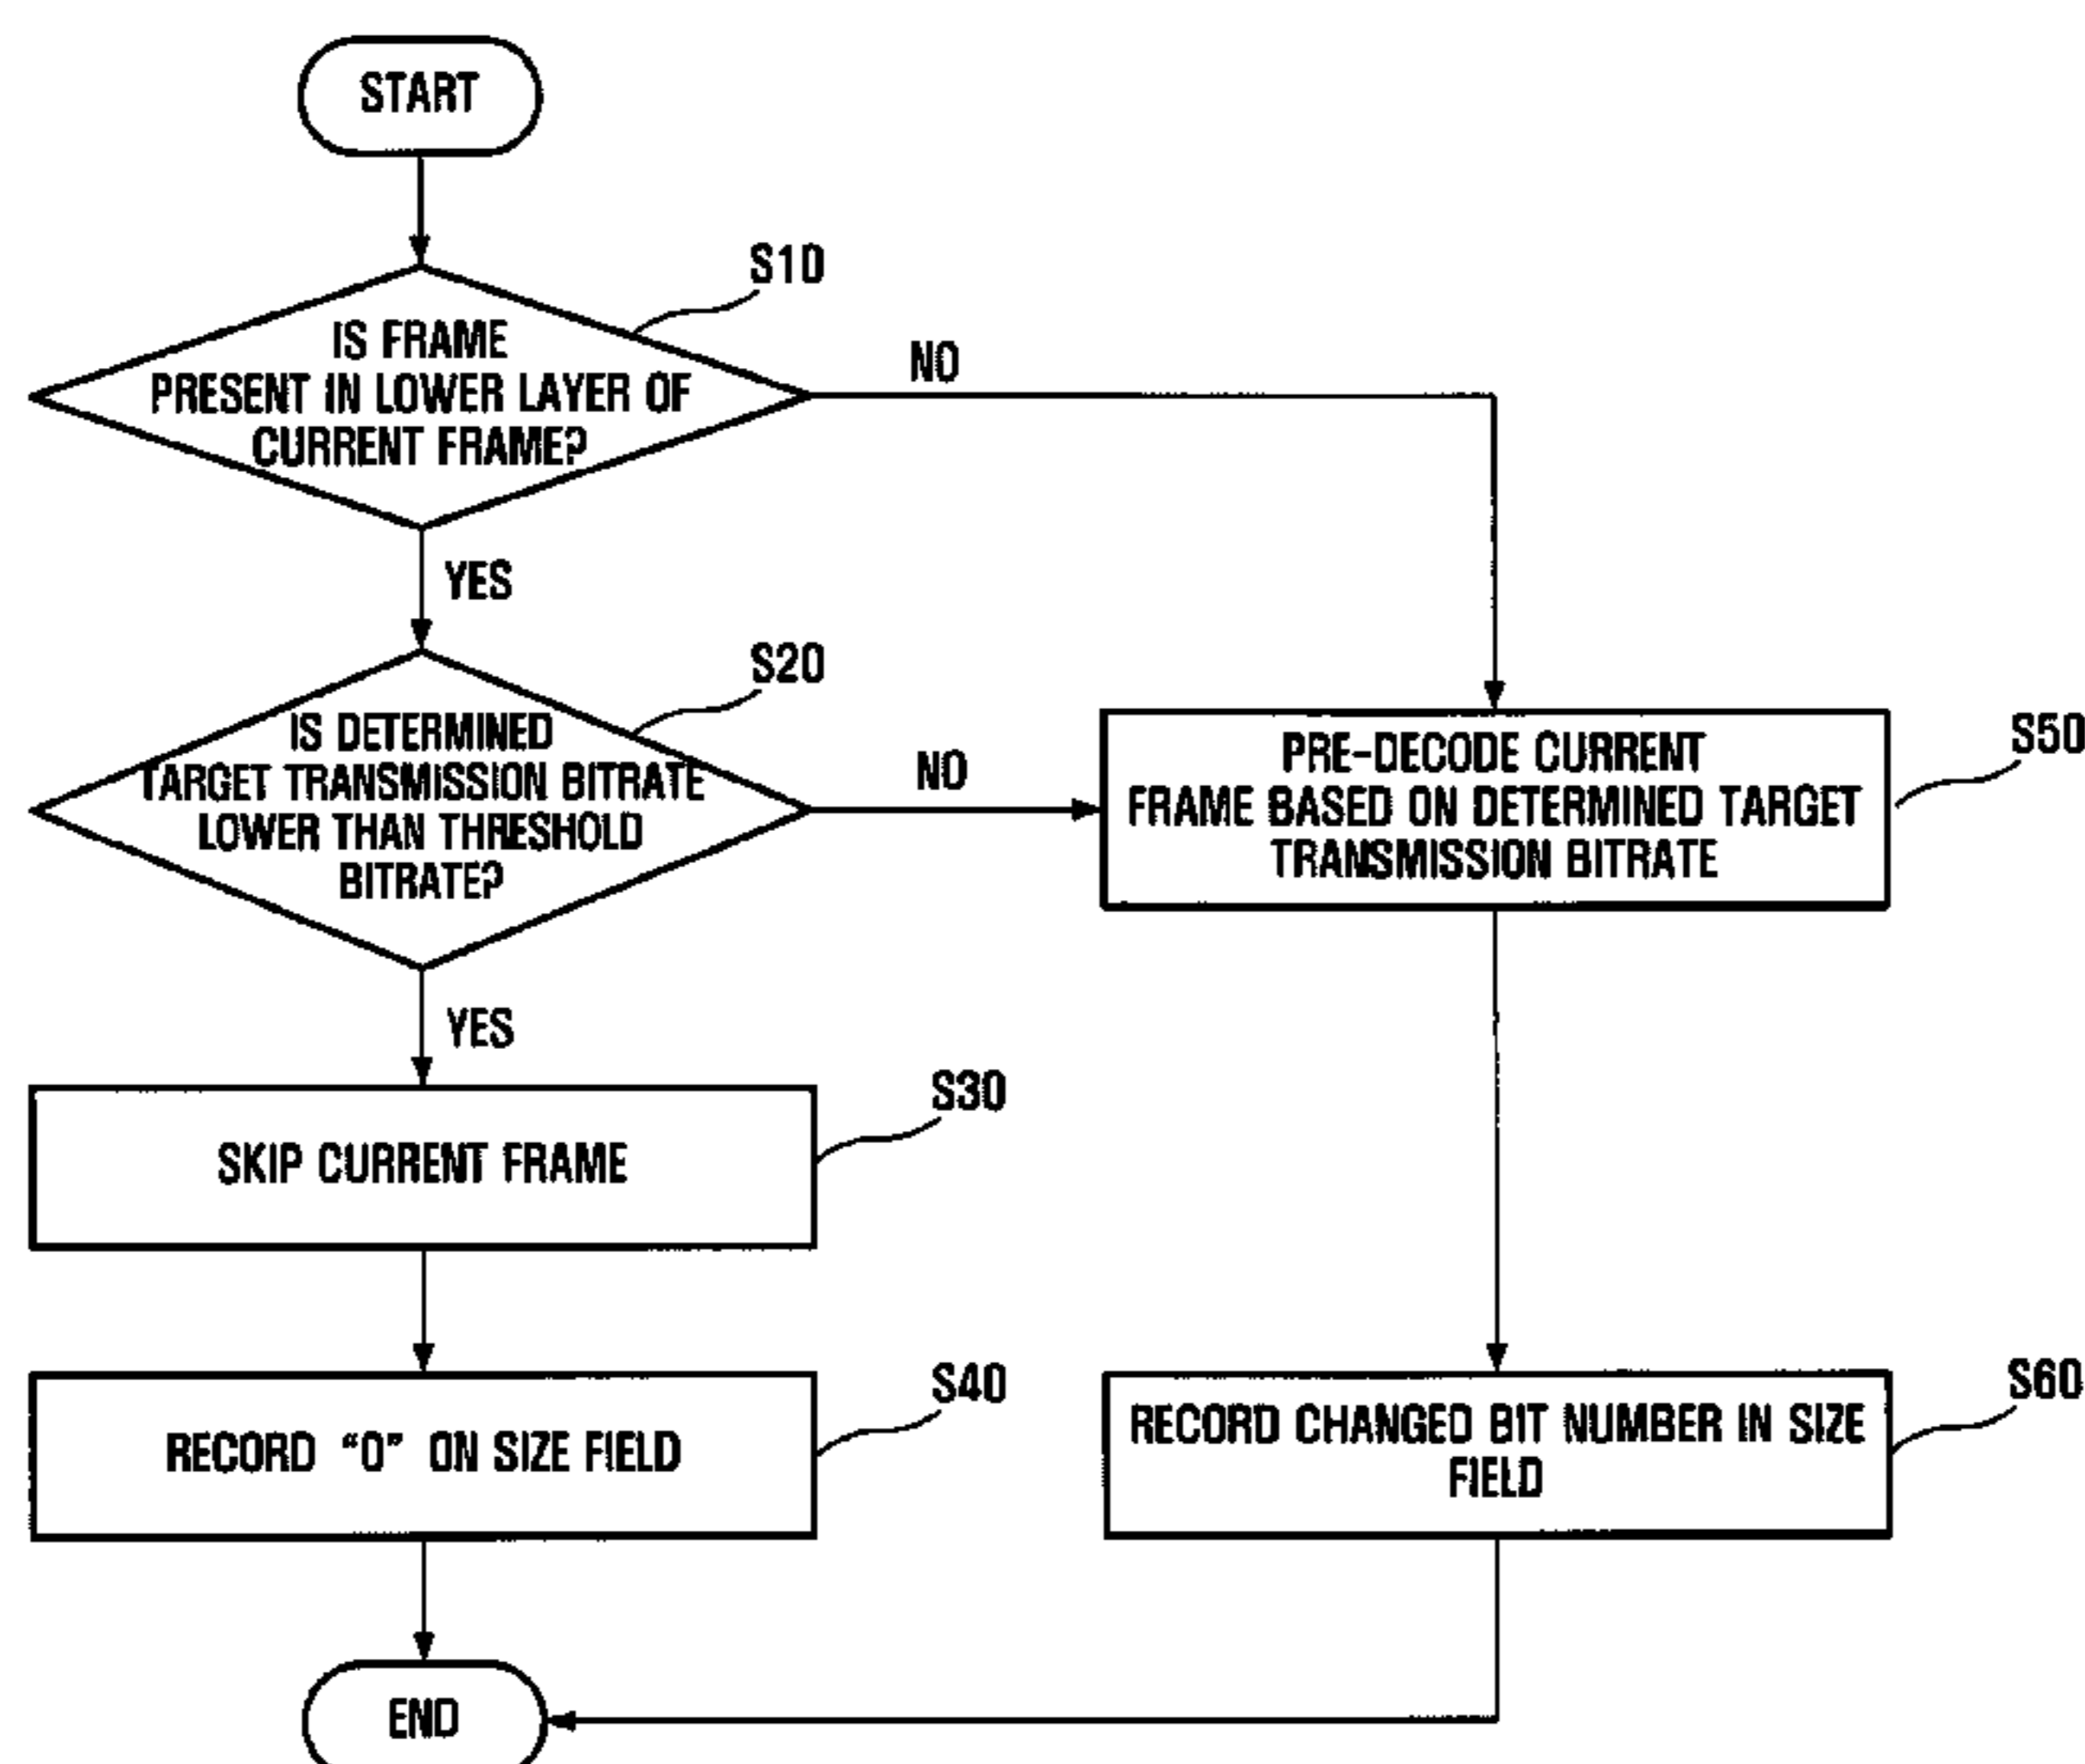 START
S10
IS FRAME
PRESENT IN LOWER LAYER OF
CURRENT FRAME?
NO
YES
S20
IS DETERMINED
TARGET TRANSMISSION BITRATE
LOWER THAN THRESHOLD
BITRATE?
NO
S50
PRE-DECODE CURRENT
FRAME BASED ON DETERMINED TARGET
TRANSMISSION BITRATE
YES
S30
SKIP CURRENT FRAME
S40
RECORD "0" ON SIZE FIELD
S60
RECORD CHANGED BIT NUMBER IN SIZE
FIELD
END